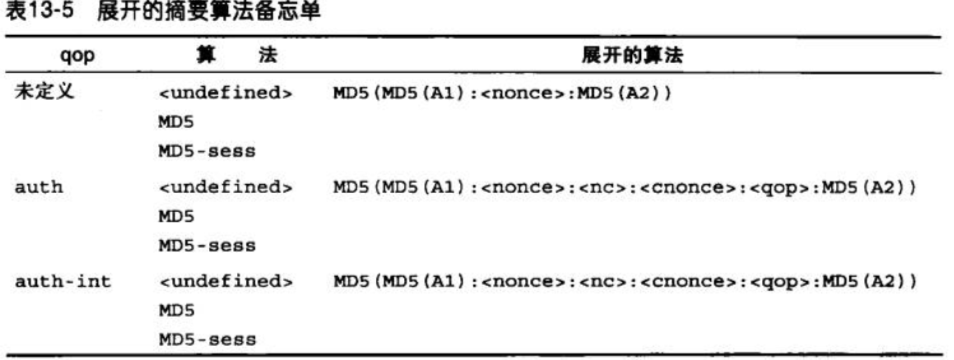 表13-5 展开的摘要算法备忘单
qop 算 法 展开的算法
未定义 <undefined> MD5(MD5(A1):<nonce>:MD5(A2))
MD5
MD5-sess
auth <undefined> MD5(MD5(A1):<nonce>:<nc>:<cnonce>:<qop>:MD5(A2))
MD5
MD5-sess
auth-int <undefined> MD5(MD5(A1):<nonce>:<nc>:<cnonce>:<qop>:MD5(A2))
MD5
MD5-sess